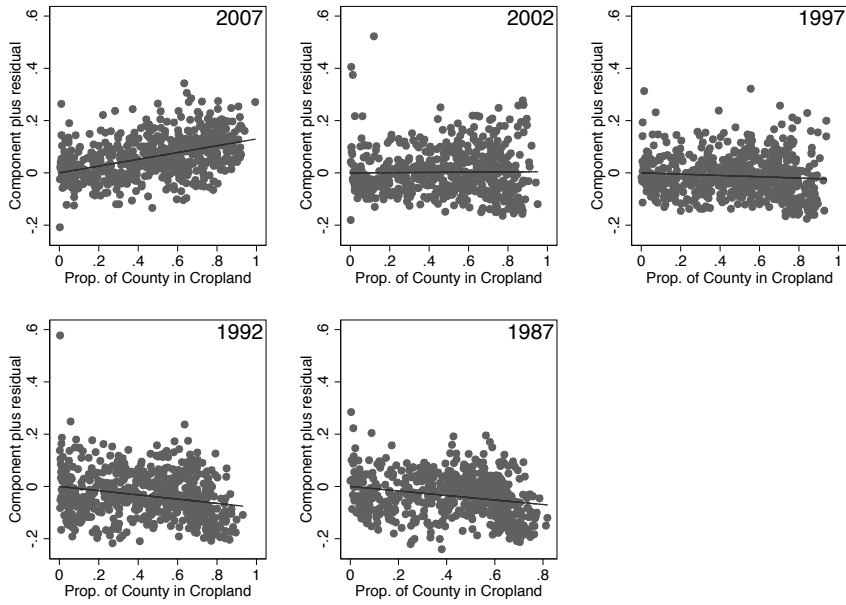 2007
Component plus residual
.6
.4
.2
0
-.2
0 .2 .4 .6 .8 1
Prop. of County in Cropland
2002
Component plus residual
.6
.4
.2
0
-.2
0 .2 .4 .6 .8 1
Prop. of County in Cropland
1997
Component plus residual
.6
.4
.2
0
-.2
0 .2 .4 .6 .8 1
Prop. of County in Cropland
1992
Component plus residual
.6
.4
.2
0
-.2
0 .2 .4 .6 .8 1
Prop. of County in Cropland
1987
Component plus residual
.6
.4
.2
0
-.2
0 .2 .4 .6 .8
Prop. of County in Cropland